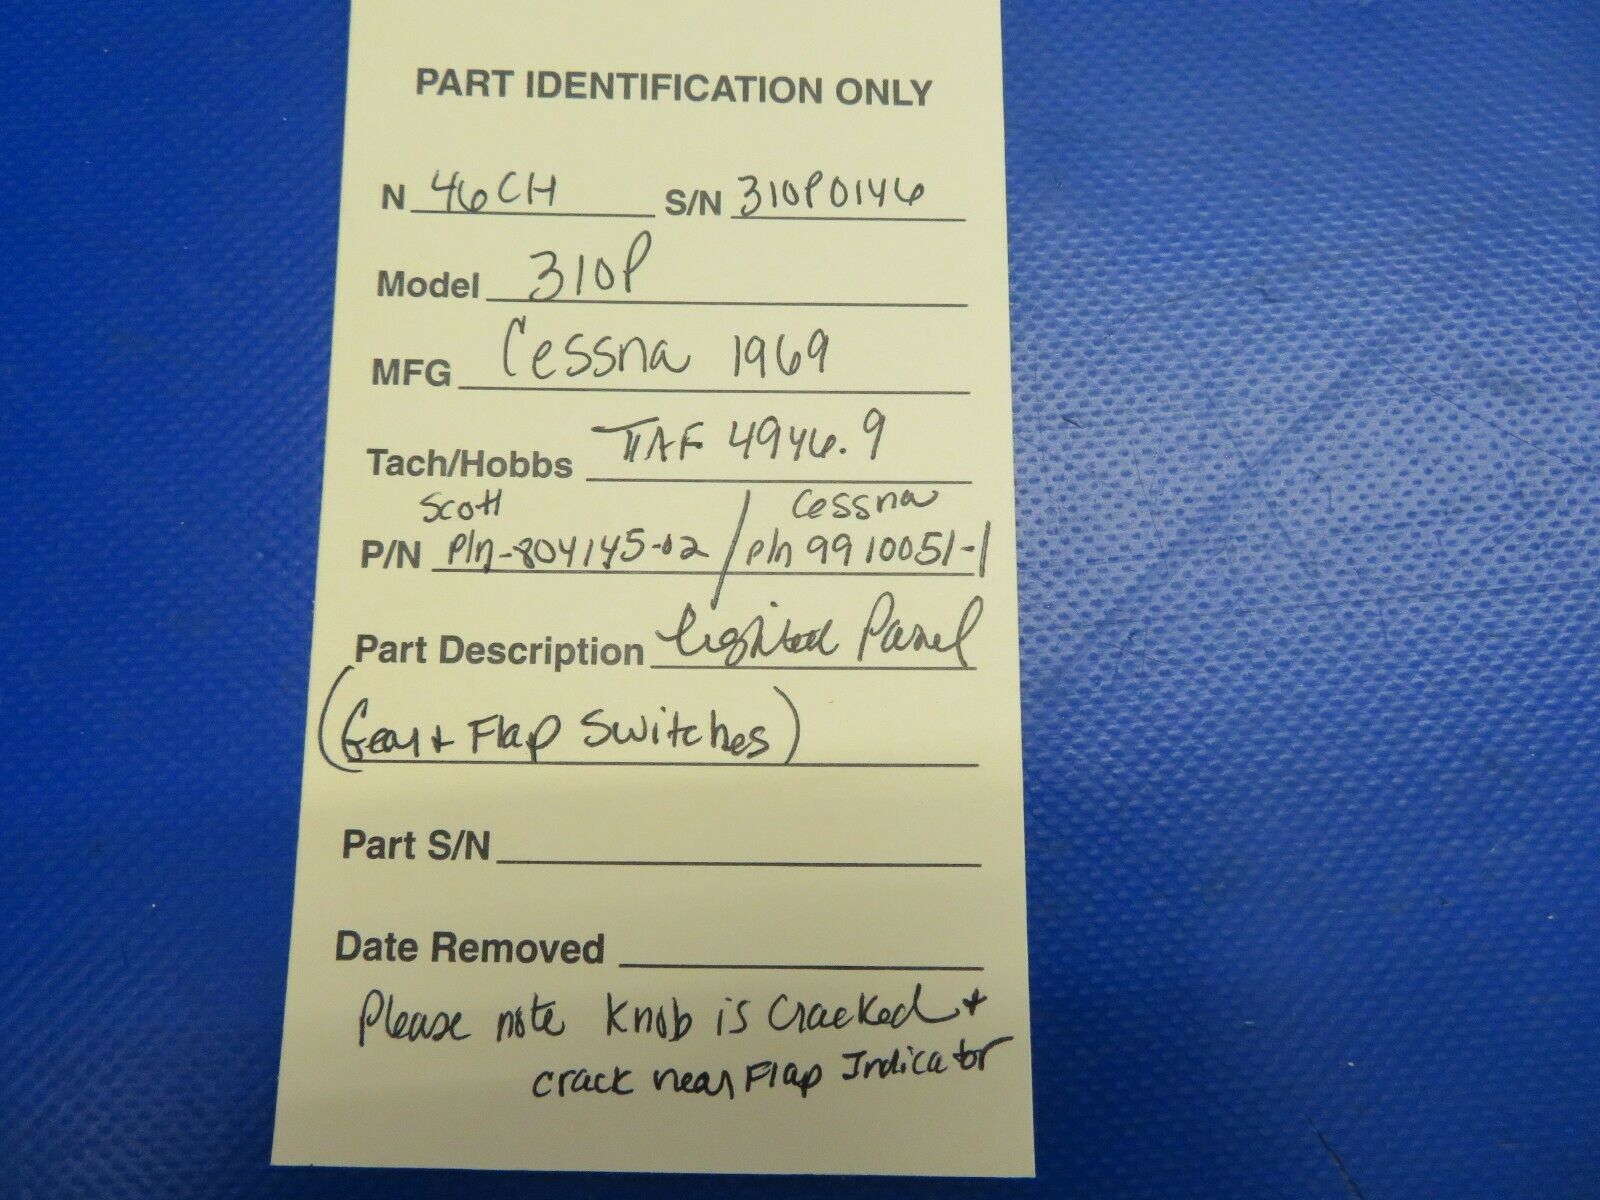 PART IDENTIFICATION ONLY
N 46CH S/N 310P0146
Model 310P
MFG Cessna 1969
Tach/Hobbs TTAF 4946.9
Scott Cessna
P/N P/n-804145-02 / p/n 9910051-1
Part Description lighted Panel
(Gear + Flap Switches)
Part S/N
Date Removed
Please note Knob is Cracked +
crack near Flap Indicator